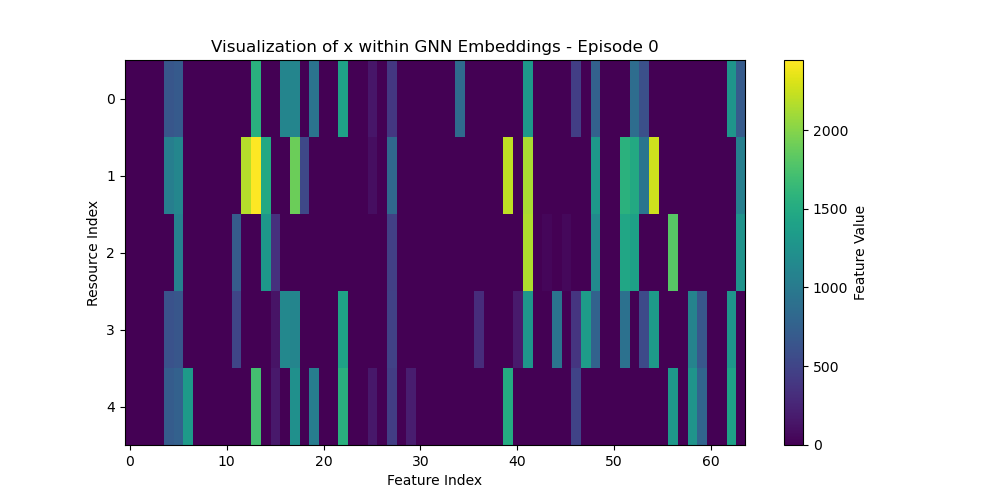 Visualization of x within GNN Embeddings - Episode 0
0
1
2
3
4
Resource Index
0 10 20 30 40 50 60
Feature Index
2000
1500
1000
500
0
Feature Value